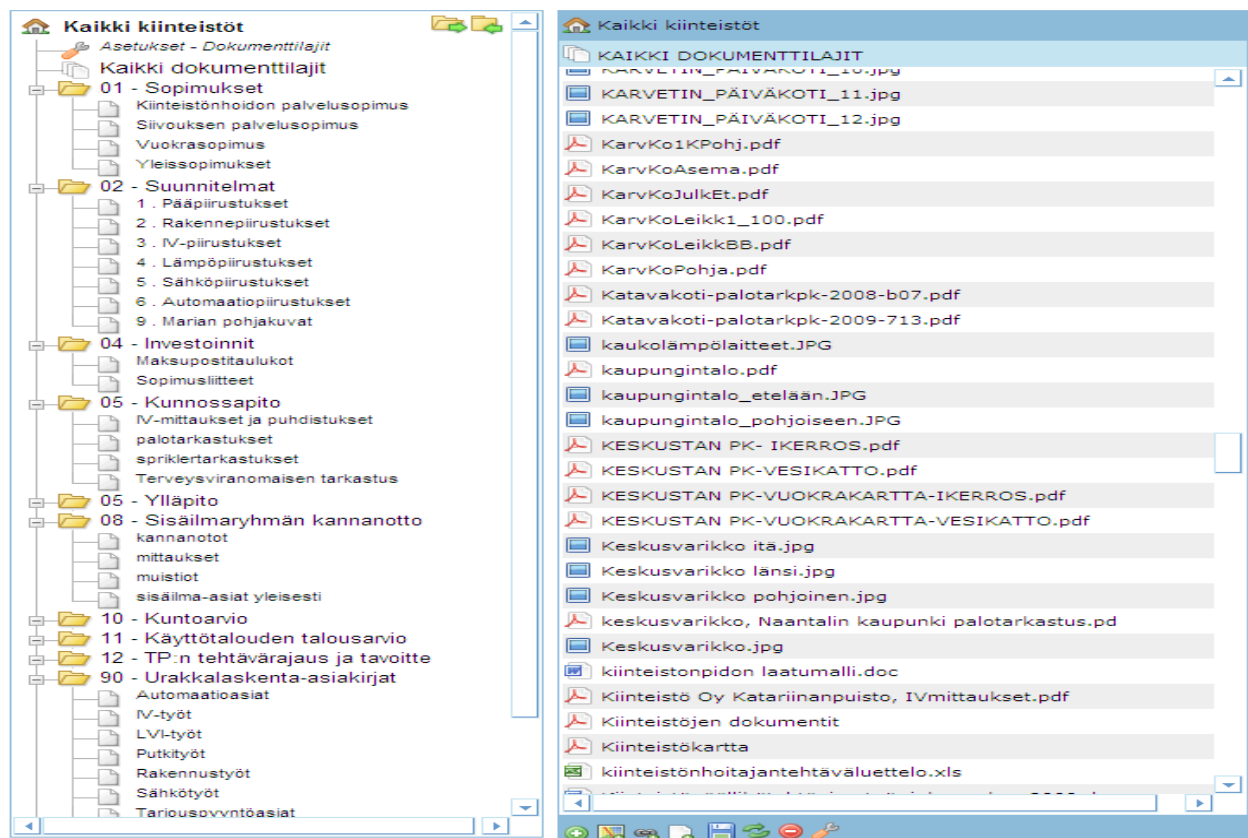 Kaikki kiinteistöt
Asetukset - Dokumenttilajit
Kaikki dokumenttilajit
01 - Sopimukset
Kiinteistönhoidon palvelusopimus
Siivouksen palvelusopimus
Vuokrasopimus
Yleissopimukset
02 - Suunnitelmat
1 . Pääpiirustukset
2 . Rakennepiirustukset
3 . IV-piirustukset
4 . Lämpöpiirustukset
5 . Sähköpiirustukset
6 . Automaatiopiirustukset
9 . Marian pohjakuvat
04 - Investoinnit
Maksupostitaulukot
Sopimusliitteet
05 - Kunnossapito
IV-mittaukset ja puhdistukset
palotarkastukset
spriklertarkastukset
Terveysviranomaisen tarkastus
05 - Ylläpito
08 - Sisäilmaryhmän kannanotto
kannanotot
mittaukset
muistiot
sisäilma-asiat yleisesti
10 - Kuntoarvio
11 - Käyttötalouden talousarvio
12 - TP:n tehtävärajaus ja tavoitte
90 - Urakkalaskenta-asiakirjat
Automaatioasiat
IV-työt
LVI-työt
Putkityöt
Rakennustyöt
Sähkötyöt
Tarjouspyyntöasiat
Kaikki kiinteistöt
KAIKKI DOKUMENTTILAJIT
KARVETIN_PÄIVÄKOTI_10.jpg
KARVETIN_PÄIVÄKOTI_11.jpg
KARVETIN_PÄIVÄKOTI_12.jpg
KarvKo1KPohj.pdf
KarvKoAsema.pdf
KarvKoJulkEt.pdf
KarvKoLeikk1_100.pdf
KarvKoLeikkBB.pdf
KarvKoPohja.pdf
Katavakoti-palotarkpk-2008-b07.pdf
Katavakoti-palotarkpk-2009-713.pdf
kaukolämpölaitteet.JPG
kaupungintalo.pdf
kaupungintalo_etelään.JPG
kaupungintalo_pohjoiseen.JPG
KESKUSTAN PK- IKERROS.pdf
KESKUSTAN PK-VESIKATTO.pdf
KESKUSTAN PK-VUOKRAKARTTA-IKERROS.pdf
KESKUSTAN PK-VUOKRAKARTTA-VESIKATTO.pdf
Keskusvarikko itä.jpg
Keskusvarikko länsi.jpg
Keskusvarikko pohjoinen.jpg
keskusvarikko, Naantalin kaupunki palotarkastus.pd
Keskusvarikko.jpg
kiinteistonpidon laatumalli.doc
Kiinteistö Oy Katariinanpuisto, IVmittaukset.pdf
Kiinteistöjen dokumentit
Kiinteistökartta
kiinteistönhoitajantehtäväluettelo.xls